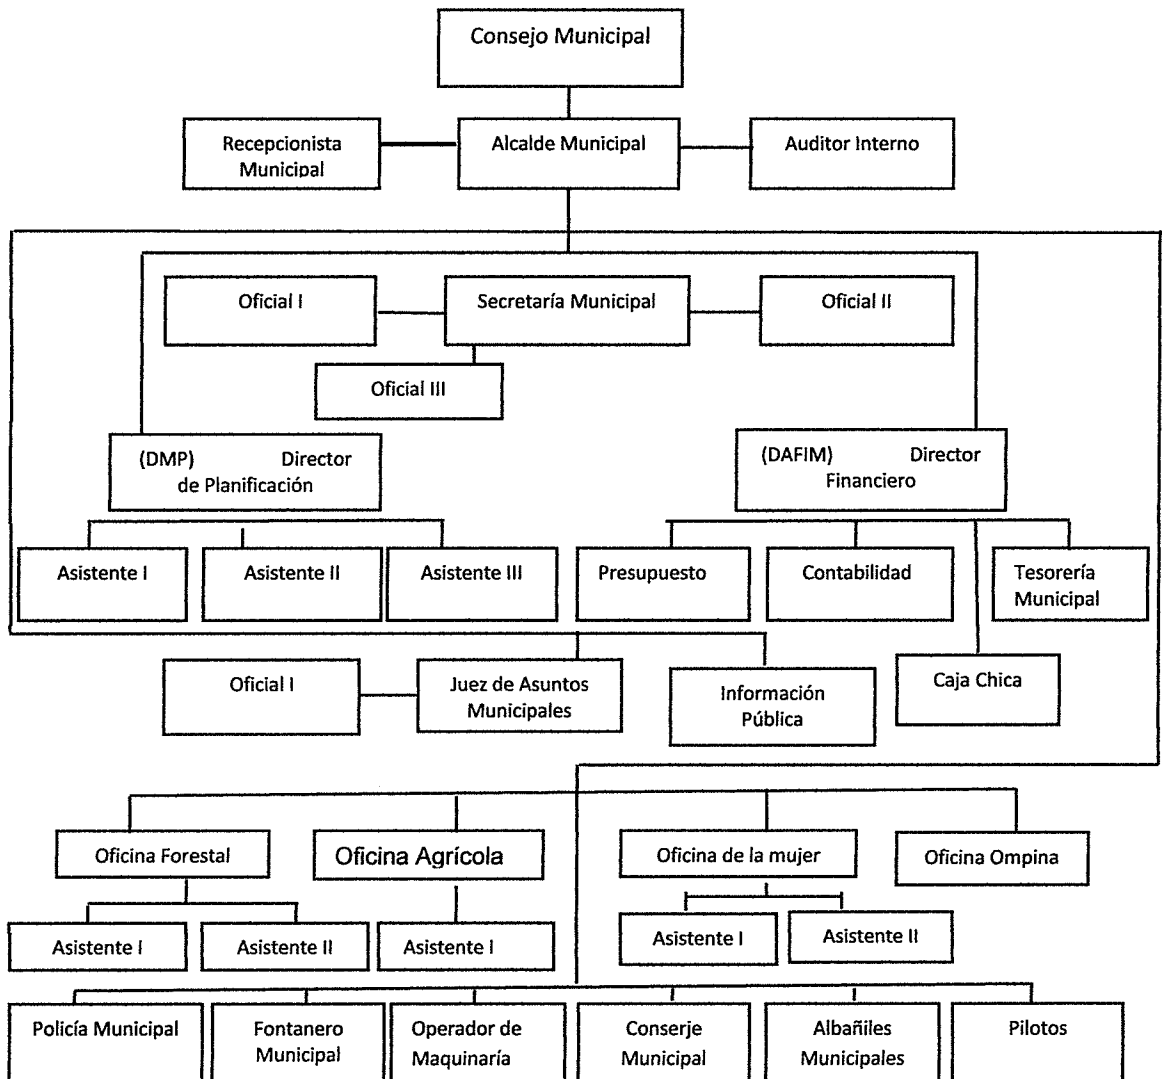 Consejo Municipal
Recepcionista
Municipal
Alcalde Municipal
Auditor Interno
Oficial I
Secretaría Municipal
Oficial II
Oficial III
(DMP) Director
de Planificación
(DAFIM) Director
Financiero
Asistente I
Asistente II
Asistente III
Presupuesto
Contabilidad
Tesorería
Municipal
Oficial I
Juez de Asuntos
Municipales
Información
Pública
Caja Chica
Oficina Forestal
Oficina Agrícola
Oficina de la mujer
Oficina Ompina
Asistente I
Asistente II
Asistente I
Asistente I
Asistente II
Policía Municipal
Fontanero
Municipal
Operador de
Maquinaría
Conserje
Municipal
Albañiles
Municipales
Pilotos